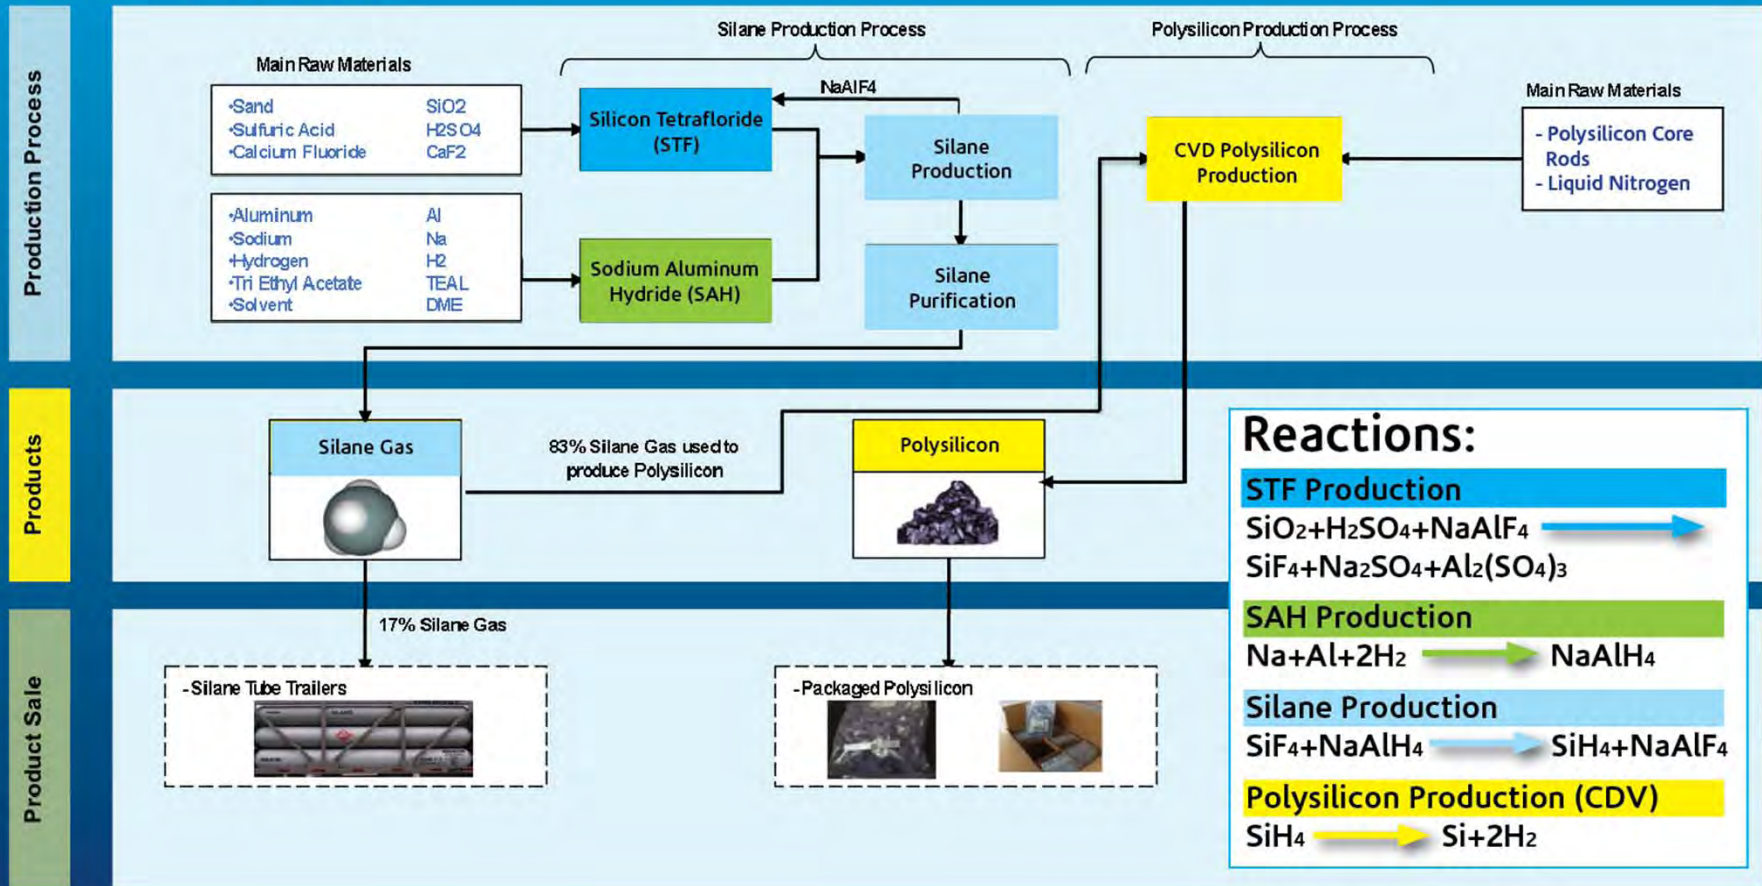 Production Process
Silane Production Process
Polysilicon Production Process
Main Raw Materials
•Sand SiO2
•Sulfuric Acid H2SO4
•Calcium Fluoride CaF2
•Aluminum Al
•Sodium Na
•Hydrogen H2
•Tri Ethyl Acetate TEAL
•Solvent DME
Silicon Tetrafloride
(STF)
Sodium Aluminum
Hydride (SAH)
NaAlF4
Silane
Production
Silane
Purification
CVD Polysilicon
Production
Main Raw Materials
- Polysilicon Core
Rods
- Liquid Nitrogen
Products
Silane Gas
83% Silane Gas used to
produce Polysilicon
Polysilicon
Product Sale
17% Silane Gas
- Silane Tube Trailers
- Packaged Polysilicon
Reactions:
STF Production
SiO2+H2SO4+NaAlF4
SiF4+Na2SO4+Al2(SO4)3
SAH Production
Na+Al+2H2 NaAlH4
Silane Production
SiF4+NaAlH4 SiH4+NaAlF4
Polysilicon Production (CDV)
SiH4 Si+2H2